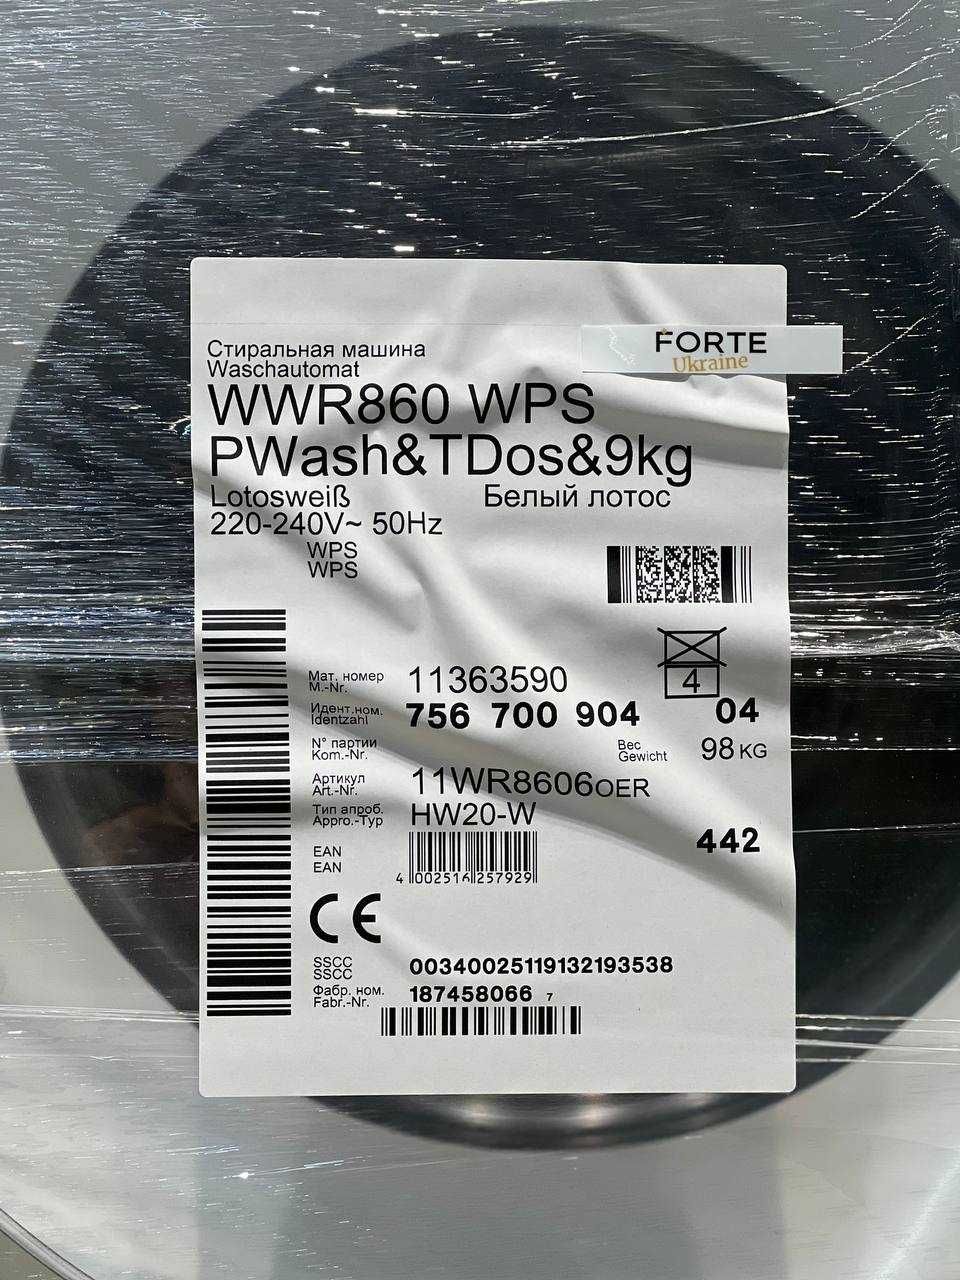 FORTE
Ukraine
Стиральная машина
Waschautomat
WWR860 WPS
PWash&TDos&9kg
Lotosweiß Белый лотос
220-240V~ 50Hz
WPS
WPS
4
Мат. номер
M.-Nr. 11363590
Идент.ном.
Identzahl 756 700 904 04
N° партии
Kom.-Nr.
Вес
Gewicht 98 KG
Артикул
Art.-Nr. 11WR8606OER
Тип апроб.
Appro.-Typ HW20-W
442
EAN
EAN
4 002516 257929
CE
SSCC
SSCC 00340025119132193538
Фабр. ном.
Fabr.-Nr. 187458066 7